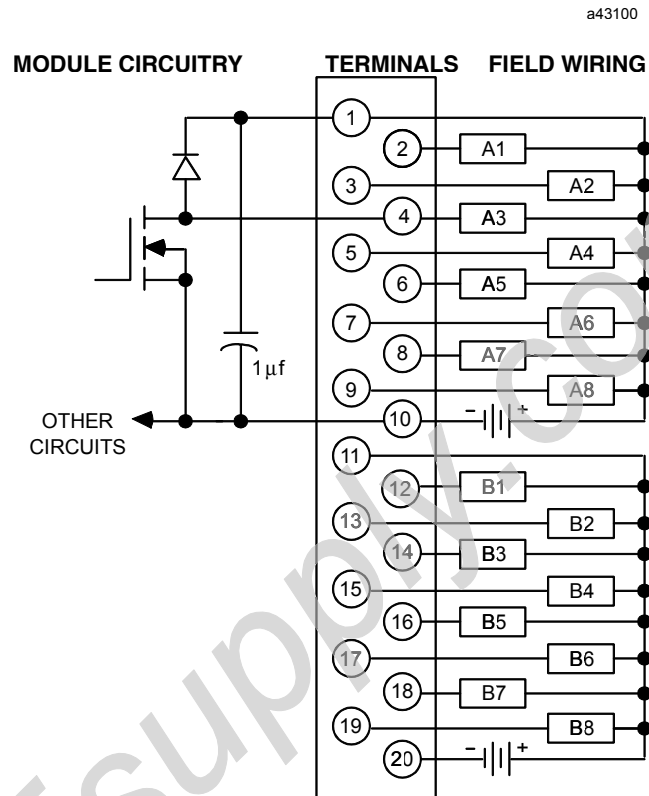 a43100
MODULE CIRCUITRY TERMINALS FIELD WIRING
1
2 A1
3 A2
4 A3
5 A4
6 A5
7 A6
8 A7
1µf
9 A8
10 - +
OTHER
CIRCUITS
11
12 B1
13 B2
14 B3
15 B4
16 B5
17 B6
18 B7
19 B8
20 - +
supply.co